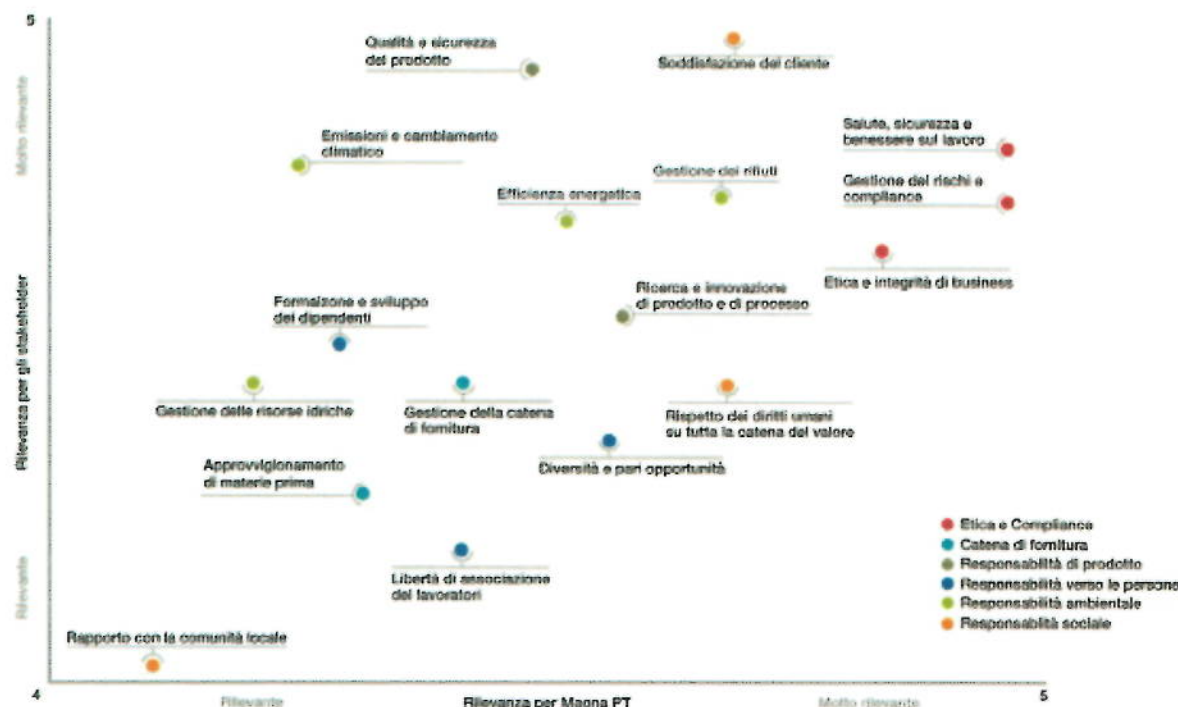 5
Qualità e sicurezza
del prodotto
Soddisfazione del cliente
Molto rilevante
Emissioni e cambiamento
climatico
Salute, sicurezza e
benessere sul lavoro
Gestione dei rifiuti
Efficienza energetica
Gestione dei rischi e
compliance
Etica e integrità di business
Ricerca e innovazione
di prodotto e di processo
Formaizone e sviluppo
dei dipendenti
Rilevanza per gli stakeholder
Gestione delle risorse idriche
Gestione della catena
di fornitura
Rispetto dei diritti umani
su tutta la catena del valore
Diversità e pari opportunità
Approvvigionamento
di materie prima
Libertà di associazione
dei lavoratori
Rilevante
Rapporto con la comunità locale
Etica e Compliance
Catena di fornitura
Responsabilità di prodotto
Responsabilità verso le persone
Responsabilità ambientale
Responsablità sociale
4
Rilevante
Rilevanza per Magna PT
Molto rilevante
5